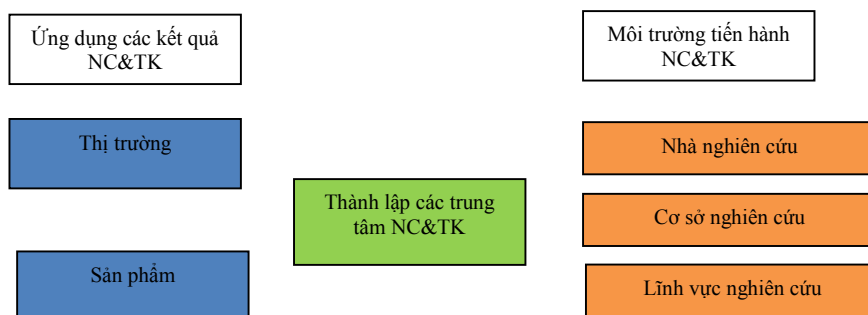 Ứng dụng các kết quả
NC&TK
Môi trường tiến hành
NC&TK
Thị trường
Nhà nghiên cứu
Thành lập các trung
tâm NC&TK
Cơ sở nghiên cứu
Sản phẩm
Lĩnh vực nghiên cứu